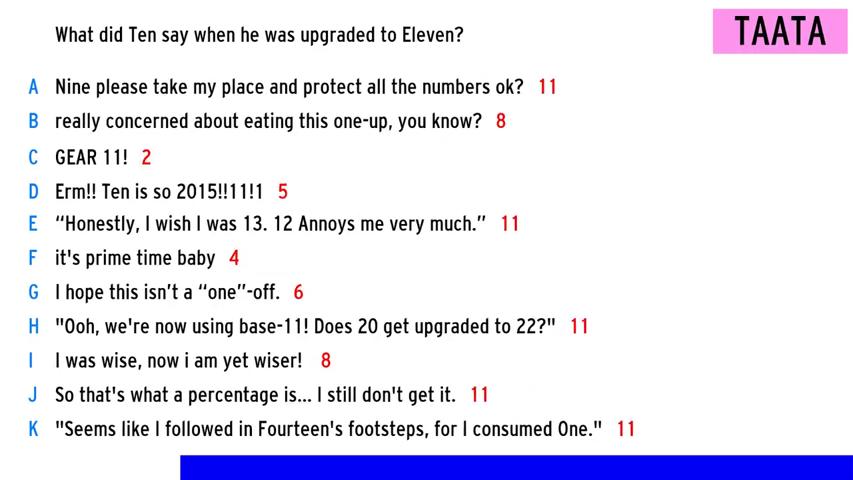 What did Ten say when he was upgraded to Eleven?
TAATA
A Nine please take my place and protect all the numbers ok? 11
B really concerned about eating this one-up, you know? 8
C GEAR 11! 2
D Erm!! Ten is so 2015!!11!1 5
E “Honestly, I wish I was 13. 12 Annoys me very much.” 11
F it's prime time baby 4
G I hope this isn’t a “one”-off. 6
H "Ooh, we're now using base-11! Does 20 get upgraded to 22?" 11
I I was wise, now i am yet wiser! 8
J So that's what a percentage is... I still don't get it. 11
K "Seems like I followed in Fourteen's footsteps, for I consumed One." 11